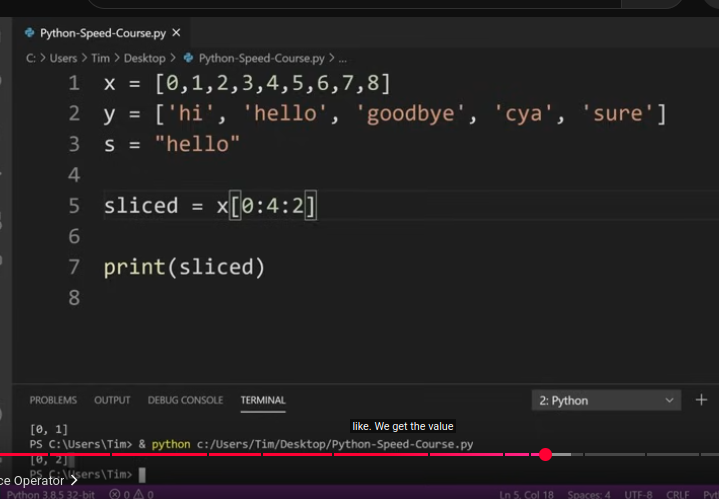 Python-Speed-Course.py ×
C: > Users > Tim > Desktop > Python-Speed-Course.py > ...
1 x = [0,1,2,3,4,5,6,7,8]
2 y = ['hi', 'hello', 'goodbye', 'cya', 'sure']
3 s = "hello"
4
5 sliced = x[0:4:2]
6
7 print(sliced)
8
PROBLEMS OUTPUT DEBUG CONSOLE TERMINAL 2: Python +
like. We get the value
[0, 1]
PS C:\Users\Tim> & python c:/Users/Tim/Desktop/Python-Speed-Course.py
[0, 2]
PS C:\Users\Tim>
ce Operator >
Python 3.8.5 32-bit 0 0 Ln 5, Col 18 Spaces: 4 UTF-8 CRLF Pyt